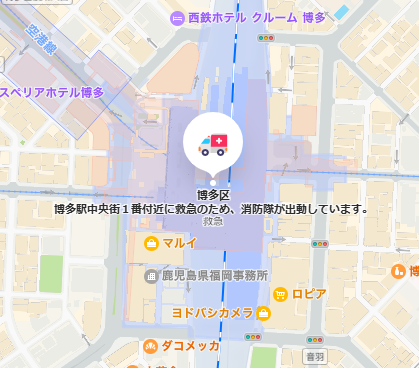 西鉄ホテル クルーム 博多
空港線
スペリアホテル博多
博多区
博多駅中央街１番付近に救急のため、消防隊が出動しています。
救急
マルイ
鹿児島県福岡事務所
ロピア
ヨドバシカメラ
博
ダコメッカ
音羽